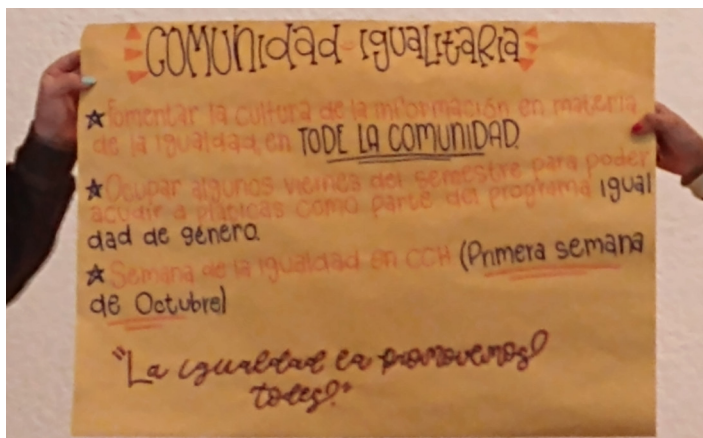 COMUNIDAD IGUALITARIA
Fomentar la cultura de la información en materia
de la igualdad en TODE LA COMUNIDAD.
Ocupar algunos viernes del semestre para poder
acudir a pláticas como parte del programa igual
dad de género.
Semana de la igualdad en CCH (Primera semana
de Octubre)
"La igualdad la promovemos
todes"